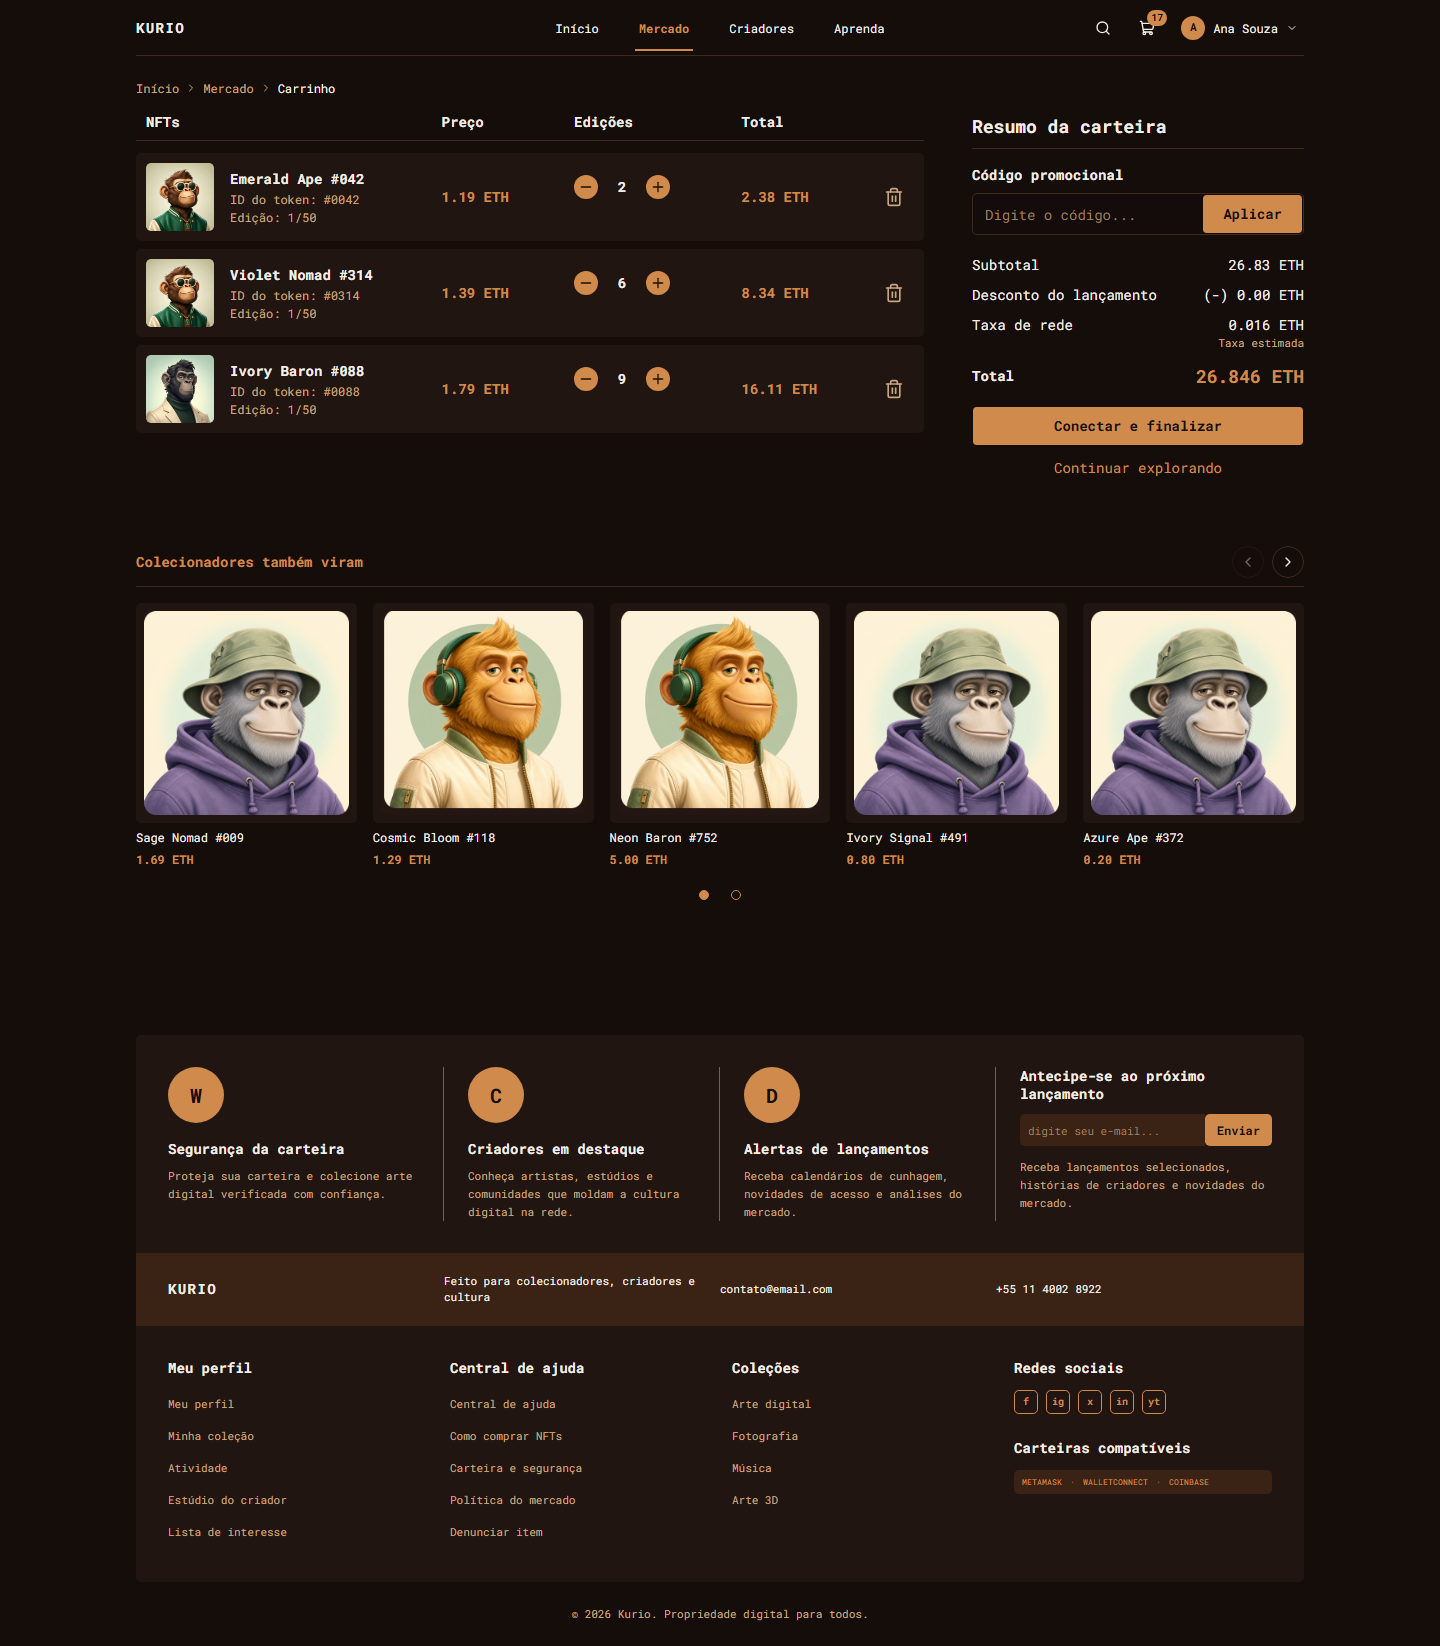 KURIO
Início
Mercado
Criadores
Aprenda
17
A
Ana Souza
Início > Mercado > Carrinho
NFTs
Preço
Edições
Total
Emerald Ape #042
ID do token: #0042
Edição: 1/50
1.19 ETH
2
2.38 ETH
Violet Nomad #314
ID do token: #0314
Edição: 1/50
1.39 ETH
6
8.34 ETH
Ivory Baron #088
ID do token: #0088
Edição: 1/50
1.79 ETH
9
16.11 ETH
Resumo da carteira
Código promocional
Digite o código...
Aplicar
Subtotal
26.83 ETH
Desconto do lançamento
(-) 0.00 ETH
Taxa de rede
0.016 ETH
Taxa estimada
Total
26.846 ETH
Conectar e finalizar
Continuar explorando
Colecionadores também viram
Sage Nomad #009
1.69 ETH
Cosmic Bloom #118
1.29 ETH
Neon Baron #752
5.00 ETH
Ivory Signal #491
0.80 ETH
Azure Ape #372
0.20 ETH
W
Segurança da carteira
Proteja sua carteira e colecione arte
digital verificada com confiança.
C
Criadores em destaque
Conheça artistas, estúdios e
comunidades que moldam a cultura
digital na rede.
D
Alertas de lançamentos
Receba calendários de cunhagem,
novidades de acesso e análises do
mercado.
Antecipe-se ao próximo
lançamento
digite seu e-mail...
Enviar
Receba lançamentos selecionados,
histórias de criadores e novidades do
mercado.
KURIO
Feito para colecionadores, criadores e
cultura
contato@email.com
+55 11 4002 8922
Meu perfil
Meu perfil
Minha coleção
Atividade
Estúdio do criador
Lista de interesse
Central de ajuda
Central de ajuda
Como comprar NFTs
Carteira e segurança
Política do mercado
Denunciar item
Coleções
Arte digital
Fotografia
Música
Arte 3D
Redes sociais
f
ig
x
in
yt
Carteiras compatíveis
METAMASK · WALLETCONNECT · COINBASE
© 2026 Kurio. Propriedade digital para todos.